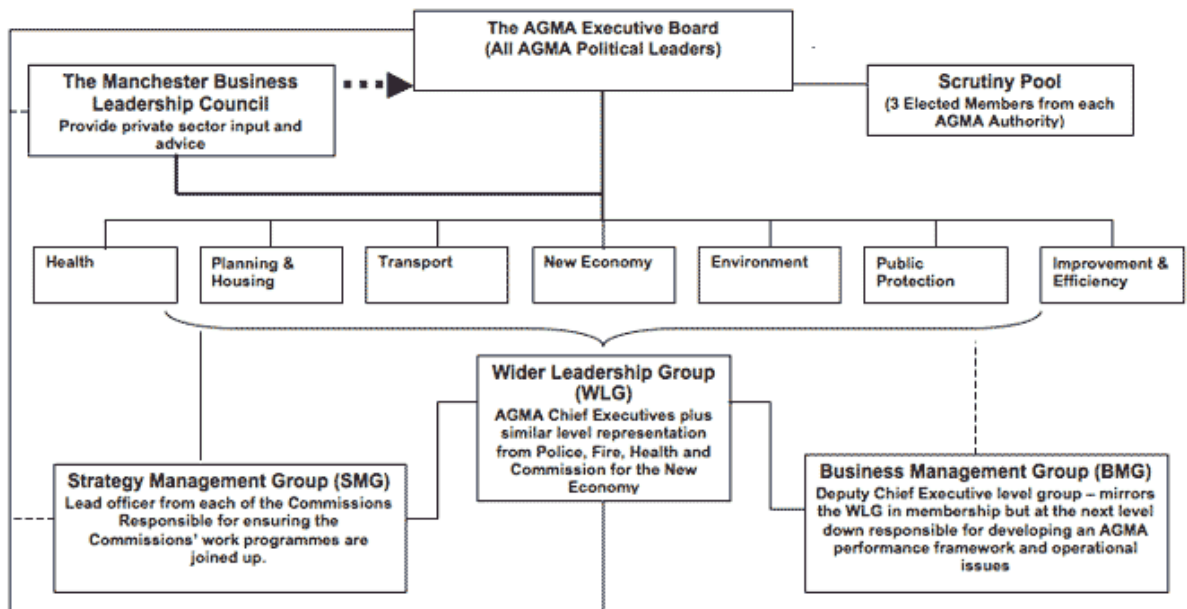 The AGMA Executive Board
(All AGMA Political Leaders)
The Manchester Business
Leadership Council
Provide private sector input and
advice
Scrutiny Pool
(3 Elected Members from each
AGMA Authority)
Health
Planning &
Housing
Transport
New Economy
Environment
Public
Protection
Improvement &
Efficiency
Wider Leadership Group
(WLG)
AGMA Chief Executives plus
similar level representation
from Police, Fire, Health and
Commission for the New
Economy
Strategy Management Group (SMG)
Lead officer from each of the Commissions
Responsible for ensuring the
Commissions' work programmes are
joined up.
Business Management Group (BMG)
Deputy Chief Executive level group – mirrors
the WLG in membership but at the next level
down responsible for developing an AGMA
performance framework and operational
issues